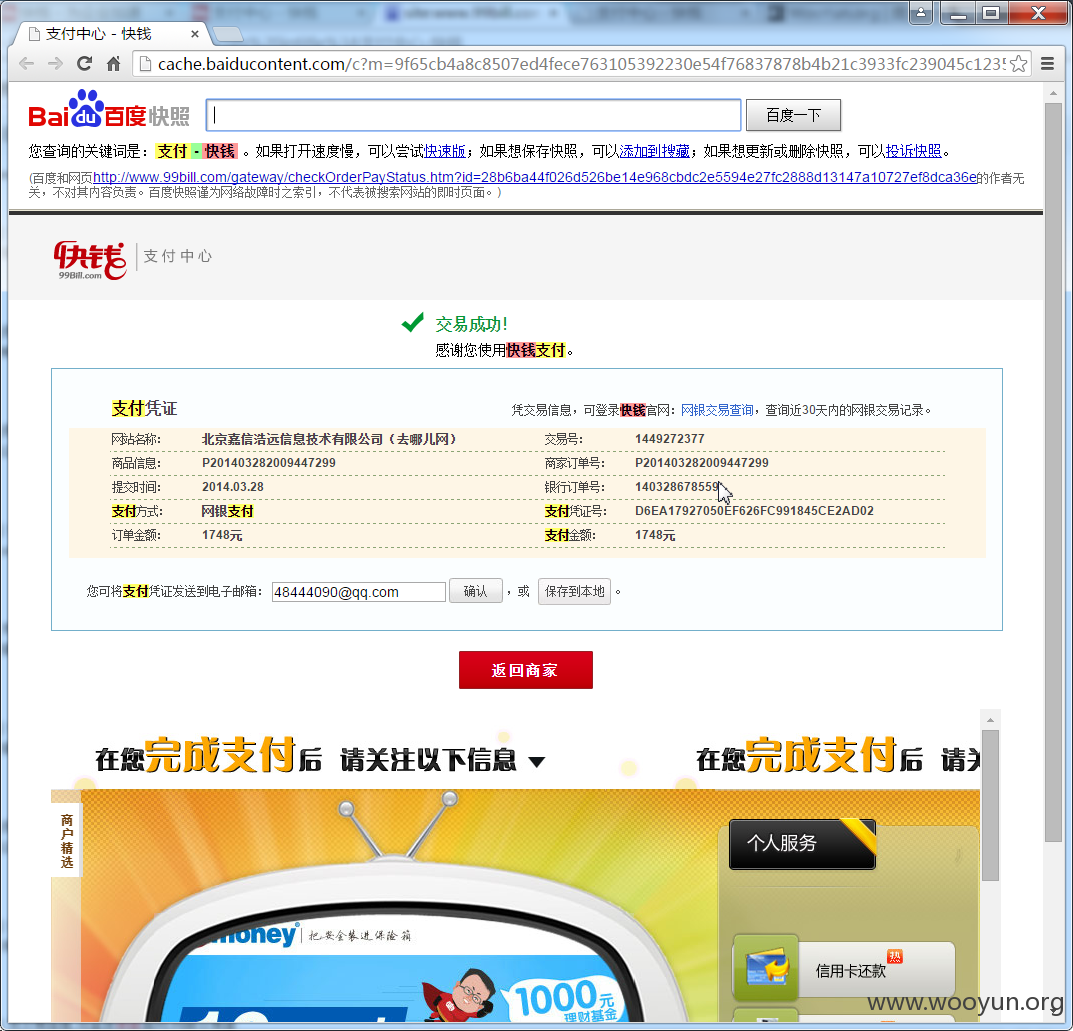 支付中心 - 快钱
cache.baiducontent.com/c?m=9f65cb4a8c8507ed4fece763105392230e54f76837878b4b21c3933fc239045c1235
Bai du 百度快照
百度一下
您查询的关键词是：支付 - 快钱 。如果打开速度慢，可以尝试快速版；如果想保存快照，可以添加到搜藏；如果想更新或删除快照，可以投诉快照。
(百度和网页http://www.99bill.com/gateway/checkOrderPayStatus.htm?id=28b6ba44f026d526be14e968cbdc2e5594e27fc2888d13147a10727ef8dca36e的作者无
关，不对其内容负责。百度快照谨为网络故障时之索引，不代表被搜索网站的即时页面。)
快钱 支付中心
99Bill.com
交易成功!
感谢您使用快钱支付。
支付凭证 凭交易信息，可登录快钱官网：网银交易查询，查询近30天内的网银交易记录。
网站名称： 北京嘉信浩远信息技术有限公司（去哪儿网） 交易号： 1449272377
商品信息： P201403282009447299 商家订单号： P201403282009447299
提交时间： 2014.03.28 银行订单号： 140328678559
支付方式： 网银支付 支付凭证号： D6EA17927050EF626FC991845CE2AD02
订单金额： 1748元 支付金额： 1748元
您可将支付凭证发送到电子邮箱： 48444090@qq.com 确认 ，或 保存到本地 。
返回商家
在您完成支付后 请关注以下信息 在您完成支付后 请关
商户精选
个人服务
money 把安全装进保险箱
热
信用卡还款
1000元
理财基金
www.wooyun.org